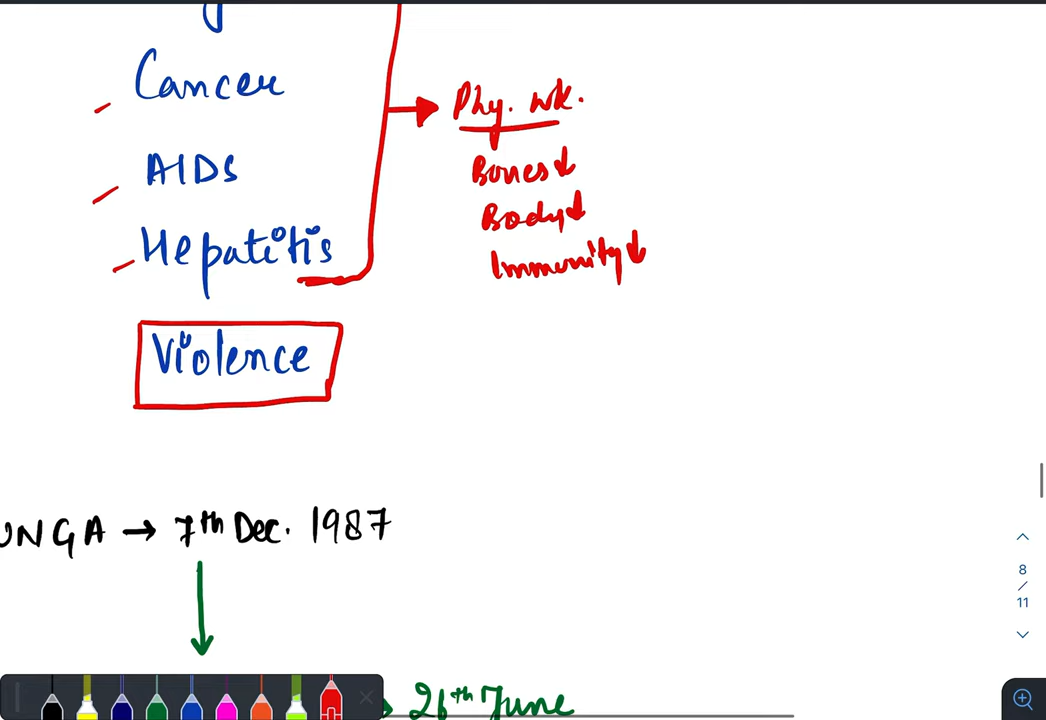 Cancer
Phy. wk.
AIDS
Bones↓
Body↓
Hepatitis
Immunity↓
Violence
UNGA → 7th Dec. 1987
26th June
8
/
11